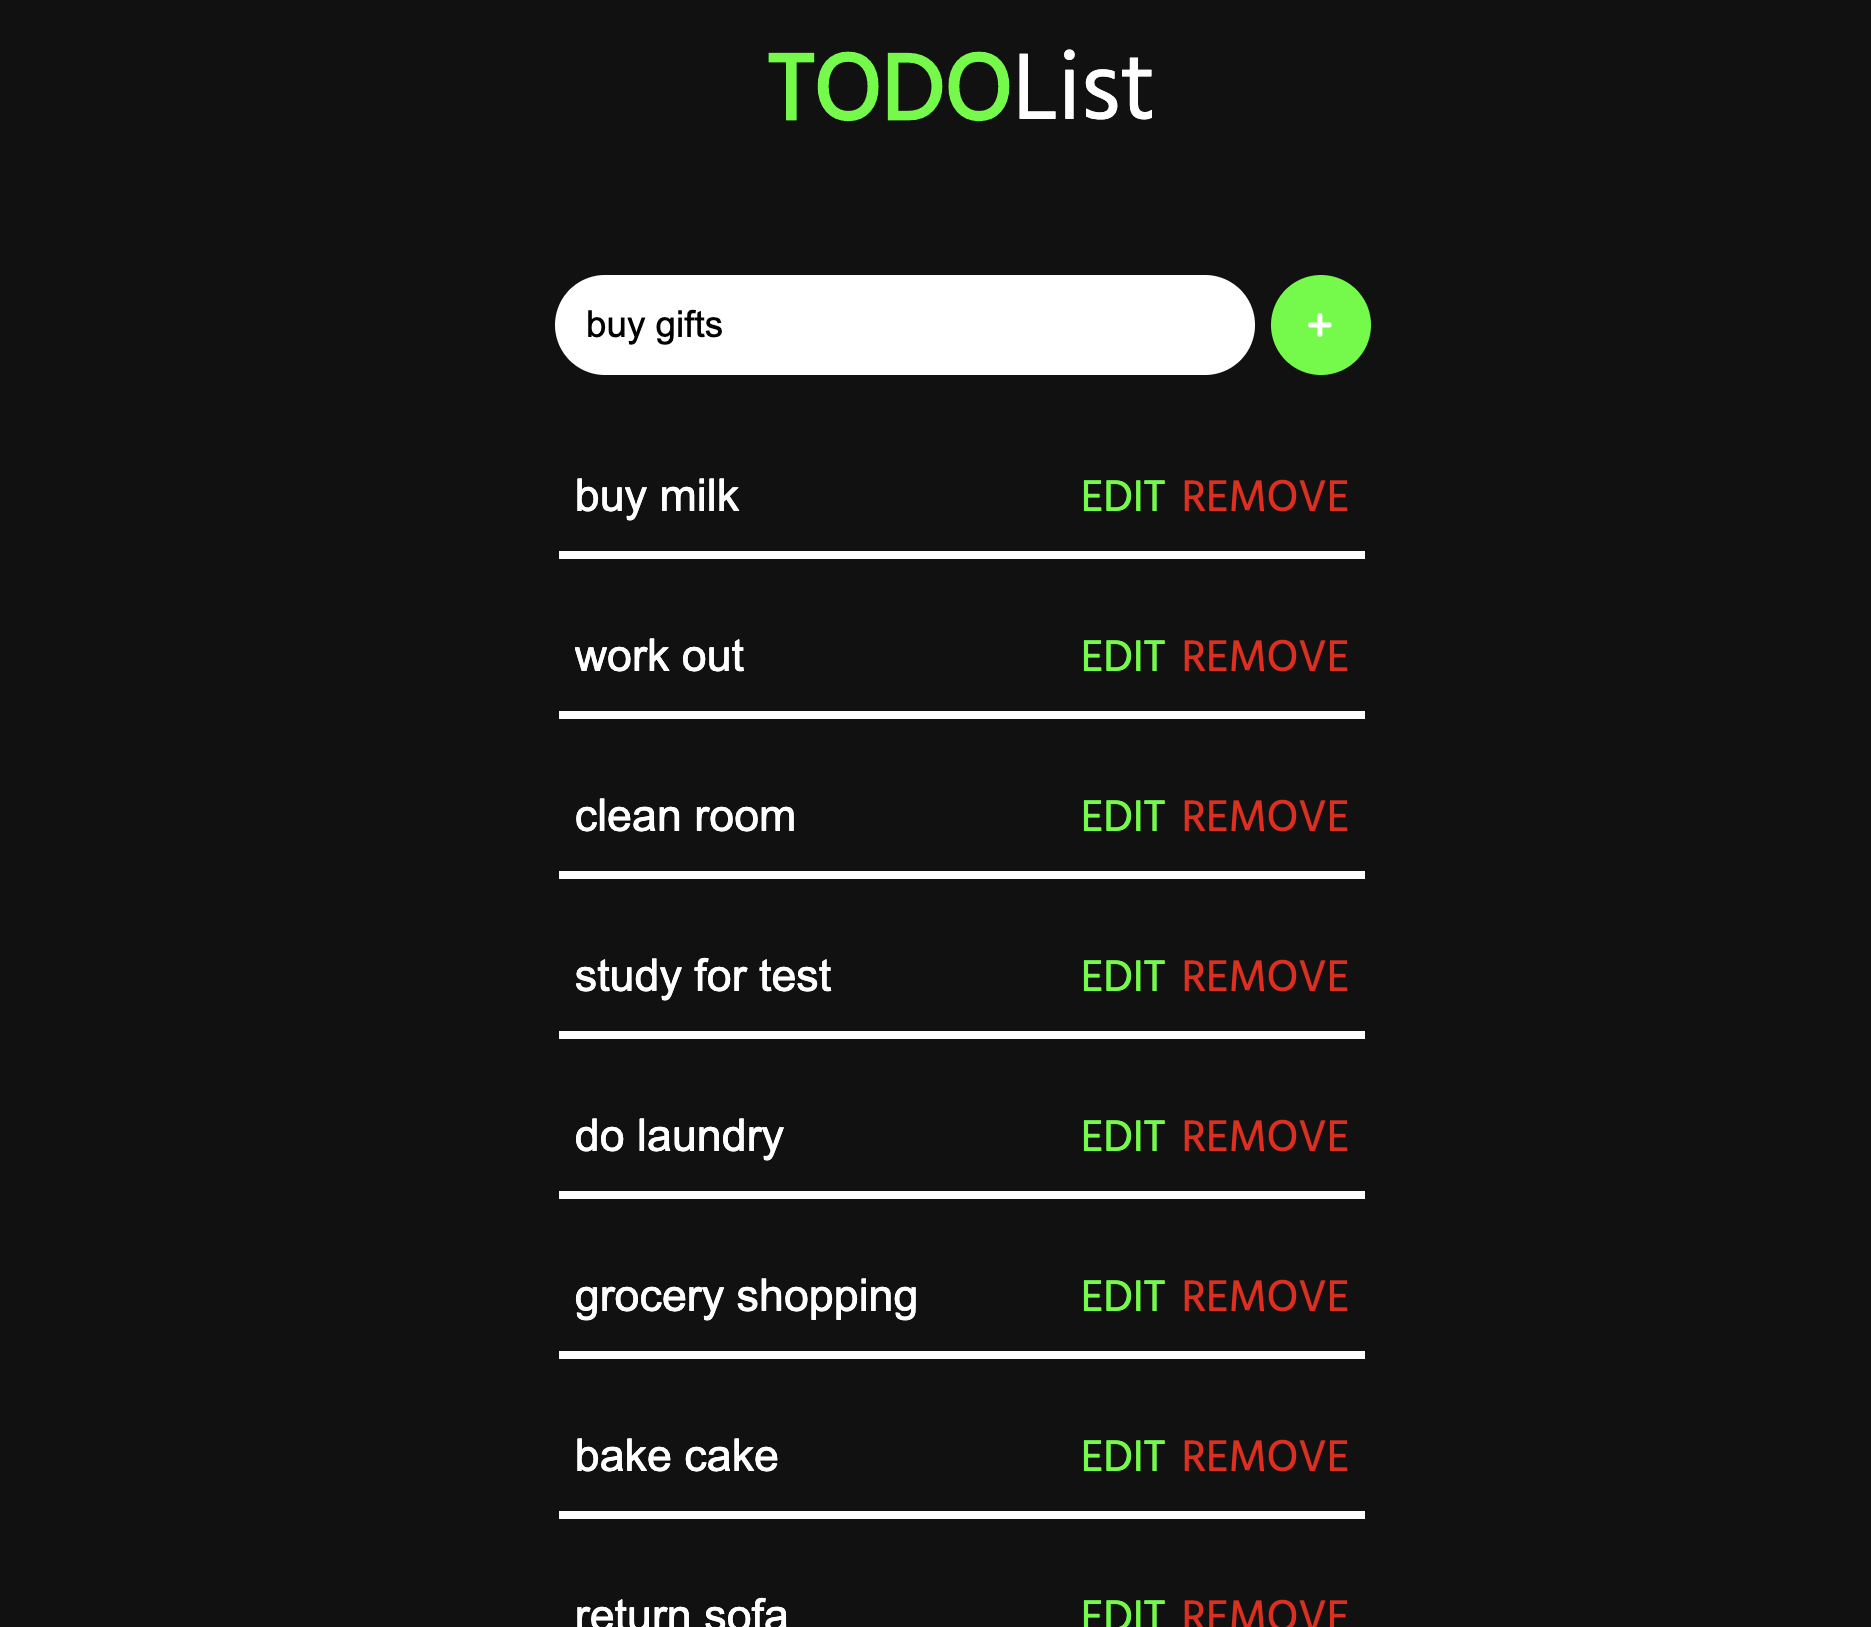 TODOList
buy gifts +
buy milk EDIT REMOVE
work out EDIT REMOVE
clean room EDIT REMOVE
study for test EDIT REMOVE
do laundry EDIT REMOVE
grocery shopping EDIT REMOVE
bake cake EDIT REMOVE
return sofa EDIT REMOVE